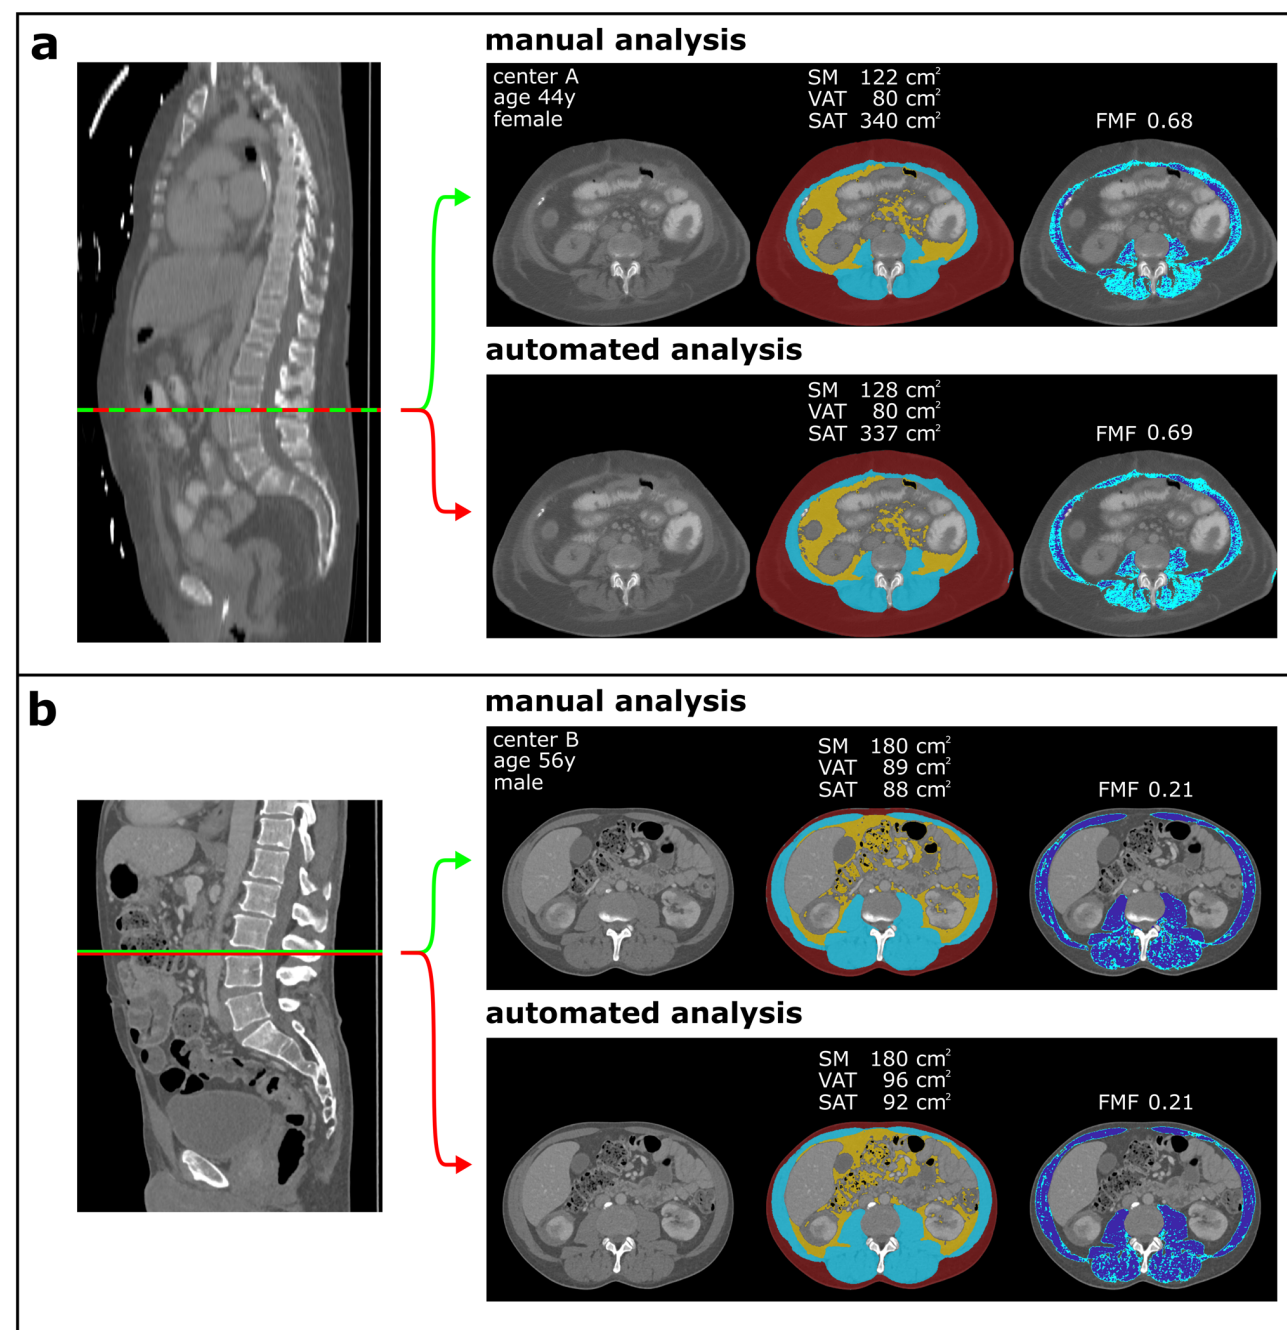 a
manual analysis
center A
age 44y
female
SM 122 cm²
VAT 80 cm²
SAT 340 cm²
FMF 0.68
automated analysis
SM 128 cm²
VAT 80 cm²
SAT 337 cm²
FMF 0.69
b
manual analysis
center B
age 56y
male
SM 180 cm²
VAT 89 cm²
SAT 88 cm²
FMF 0.21
automated analysis
SM 180 cm²
VAT 96 cm²
SAT 92 cm²
FMF 0.21